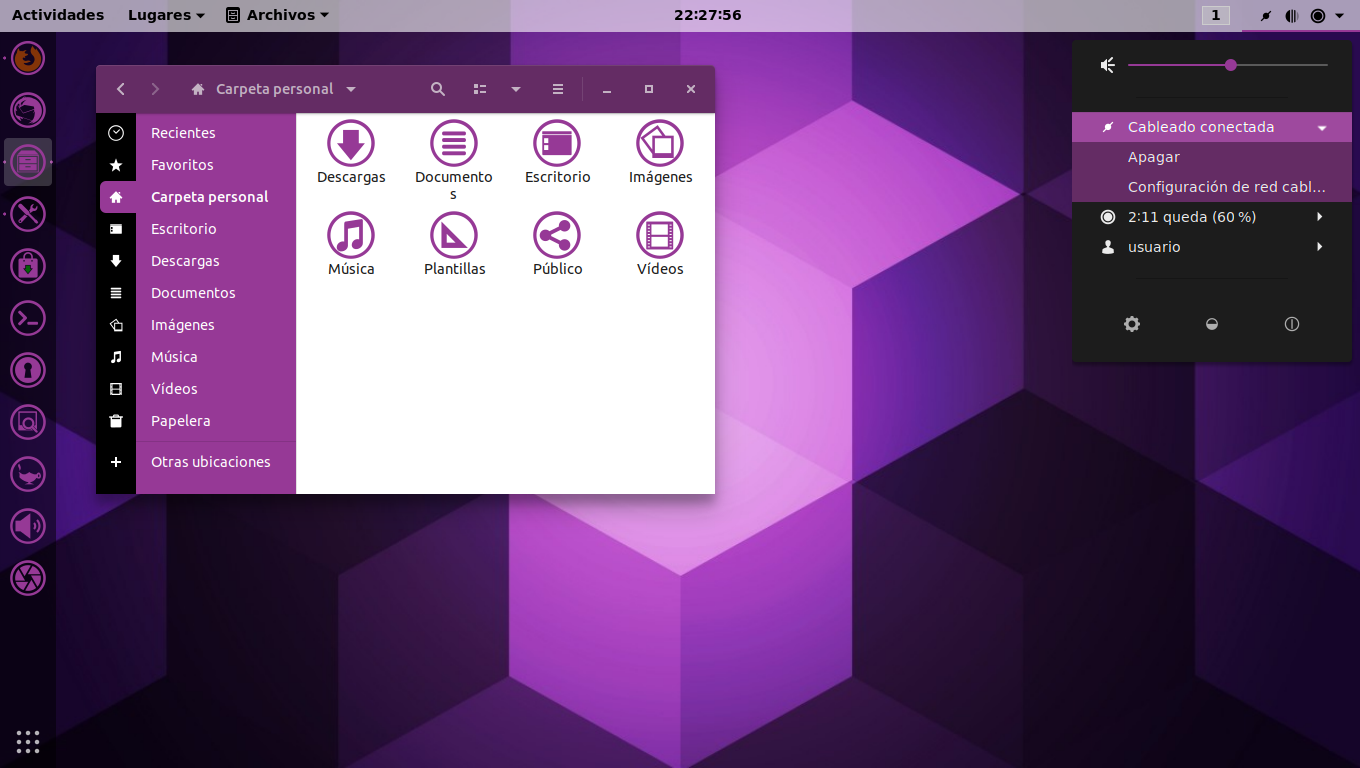 Actividades
Lugares
Archivos
22:27:56
1
Carpeta personal
Recientes
Favoritos
Carpeta personal
Escritorio
Descargas
Documentos
Imágenes
Música
Vídeos
Papelera
Otras ubicaciones
Descargas
Documento
s
Escritorio
Imágenes
Música
Plantillas
Público
Vídeos
Cableado conectada
Apagar
Configuración de red cabl...
2:11 queda (60 %)
usuario